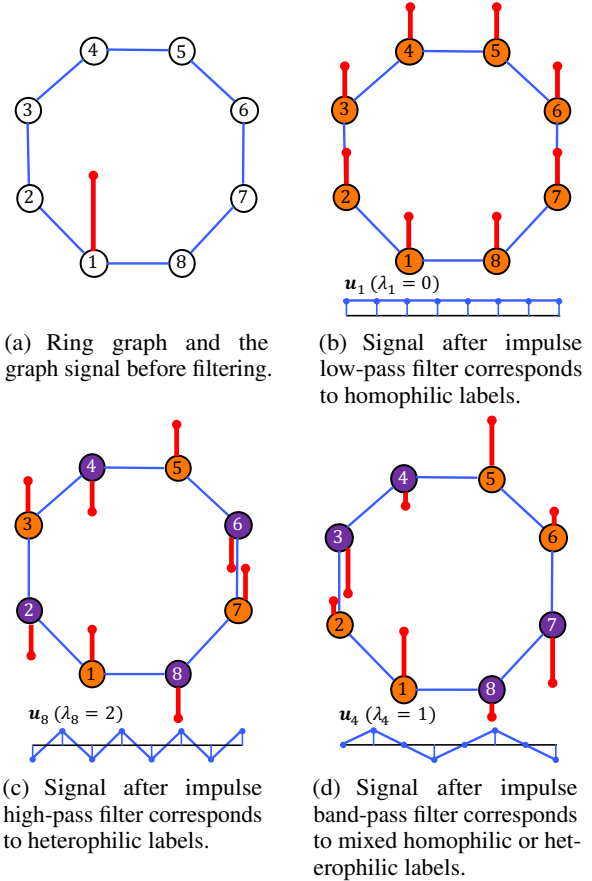 4 5
3 6
2 7
1 8
(a) Ring graph and the
graph signal before filtering.
4 5
3 6
2 7
1 8
𝒖₁ (λ₁ = 0)
(b) Signal after impulse
low-pass filter corresponds
to homophilic labels.
4 5
3 6
2 7
1 8
𝒖₈ (λ₈ = 2)
(c) Signal after impulse
high-pass filter corresponds
to heterophilic labels.
4 5
3 6
2 7
1 8
𝒖₄ (λ₄ = 1)
(d) Signal after impulse
band-pass filter corresponds
to mixed homophilic or het-
erophilic labels.